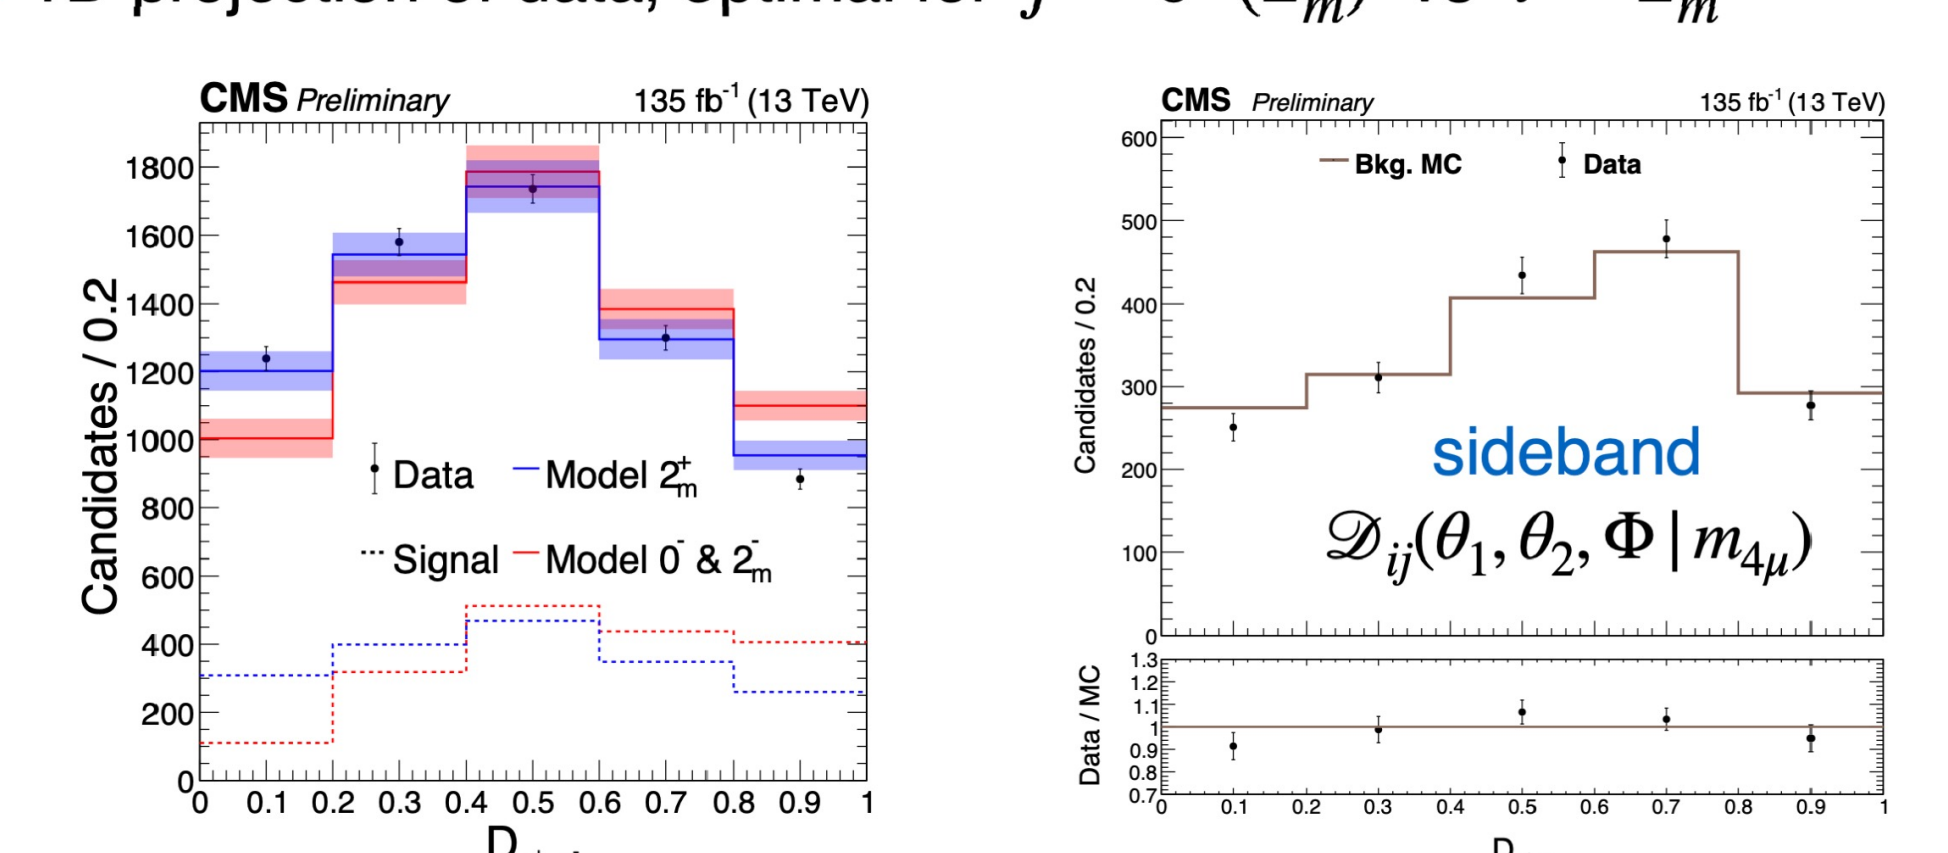 CMS Preliminary 135 fb⁻¹ (13 TeV)
1800
1600
1400
1200
1000
800
600
400
200
0
Candidates / 0.2
Data
Model 2⁺ₘ
Signal
Model 0⁻ & 2⁻ₘ
0 0.1 0.2 0.3 0.4 0.5 0.6 0.7 0.8 0.9 1
D
CMS Preliminary 135 fb⁻¹ (13 TeV)
600
500
400
300
200
100
0
Candidates / 0.2
Bkg. MC
Data
sideband
𝒟ᵢⱼ(θ₁, θ₂, Φ | m₄μ)
1.3
1.2
1.1
1
0.9
0.8
0.7
Data / MC
0 0.1 0.2 0.3 0.4 0.5 0.6 0.7 0.8 0.9 1
D